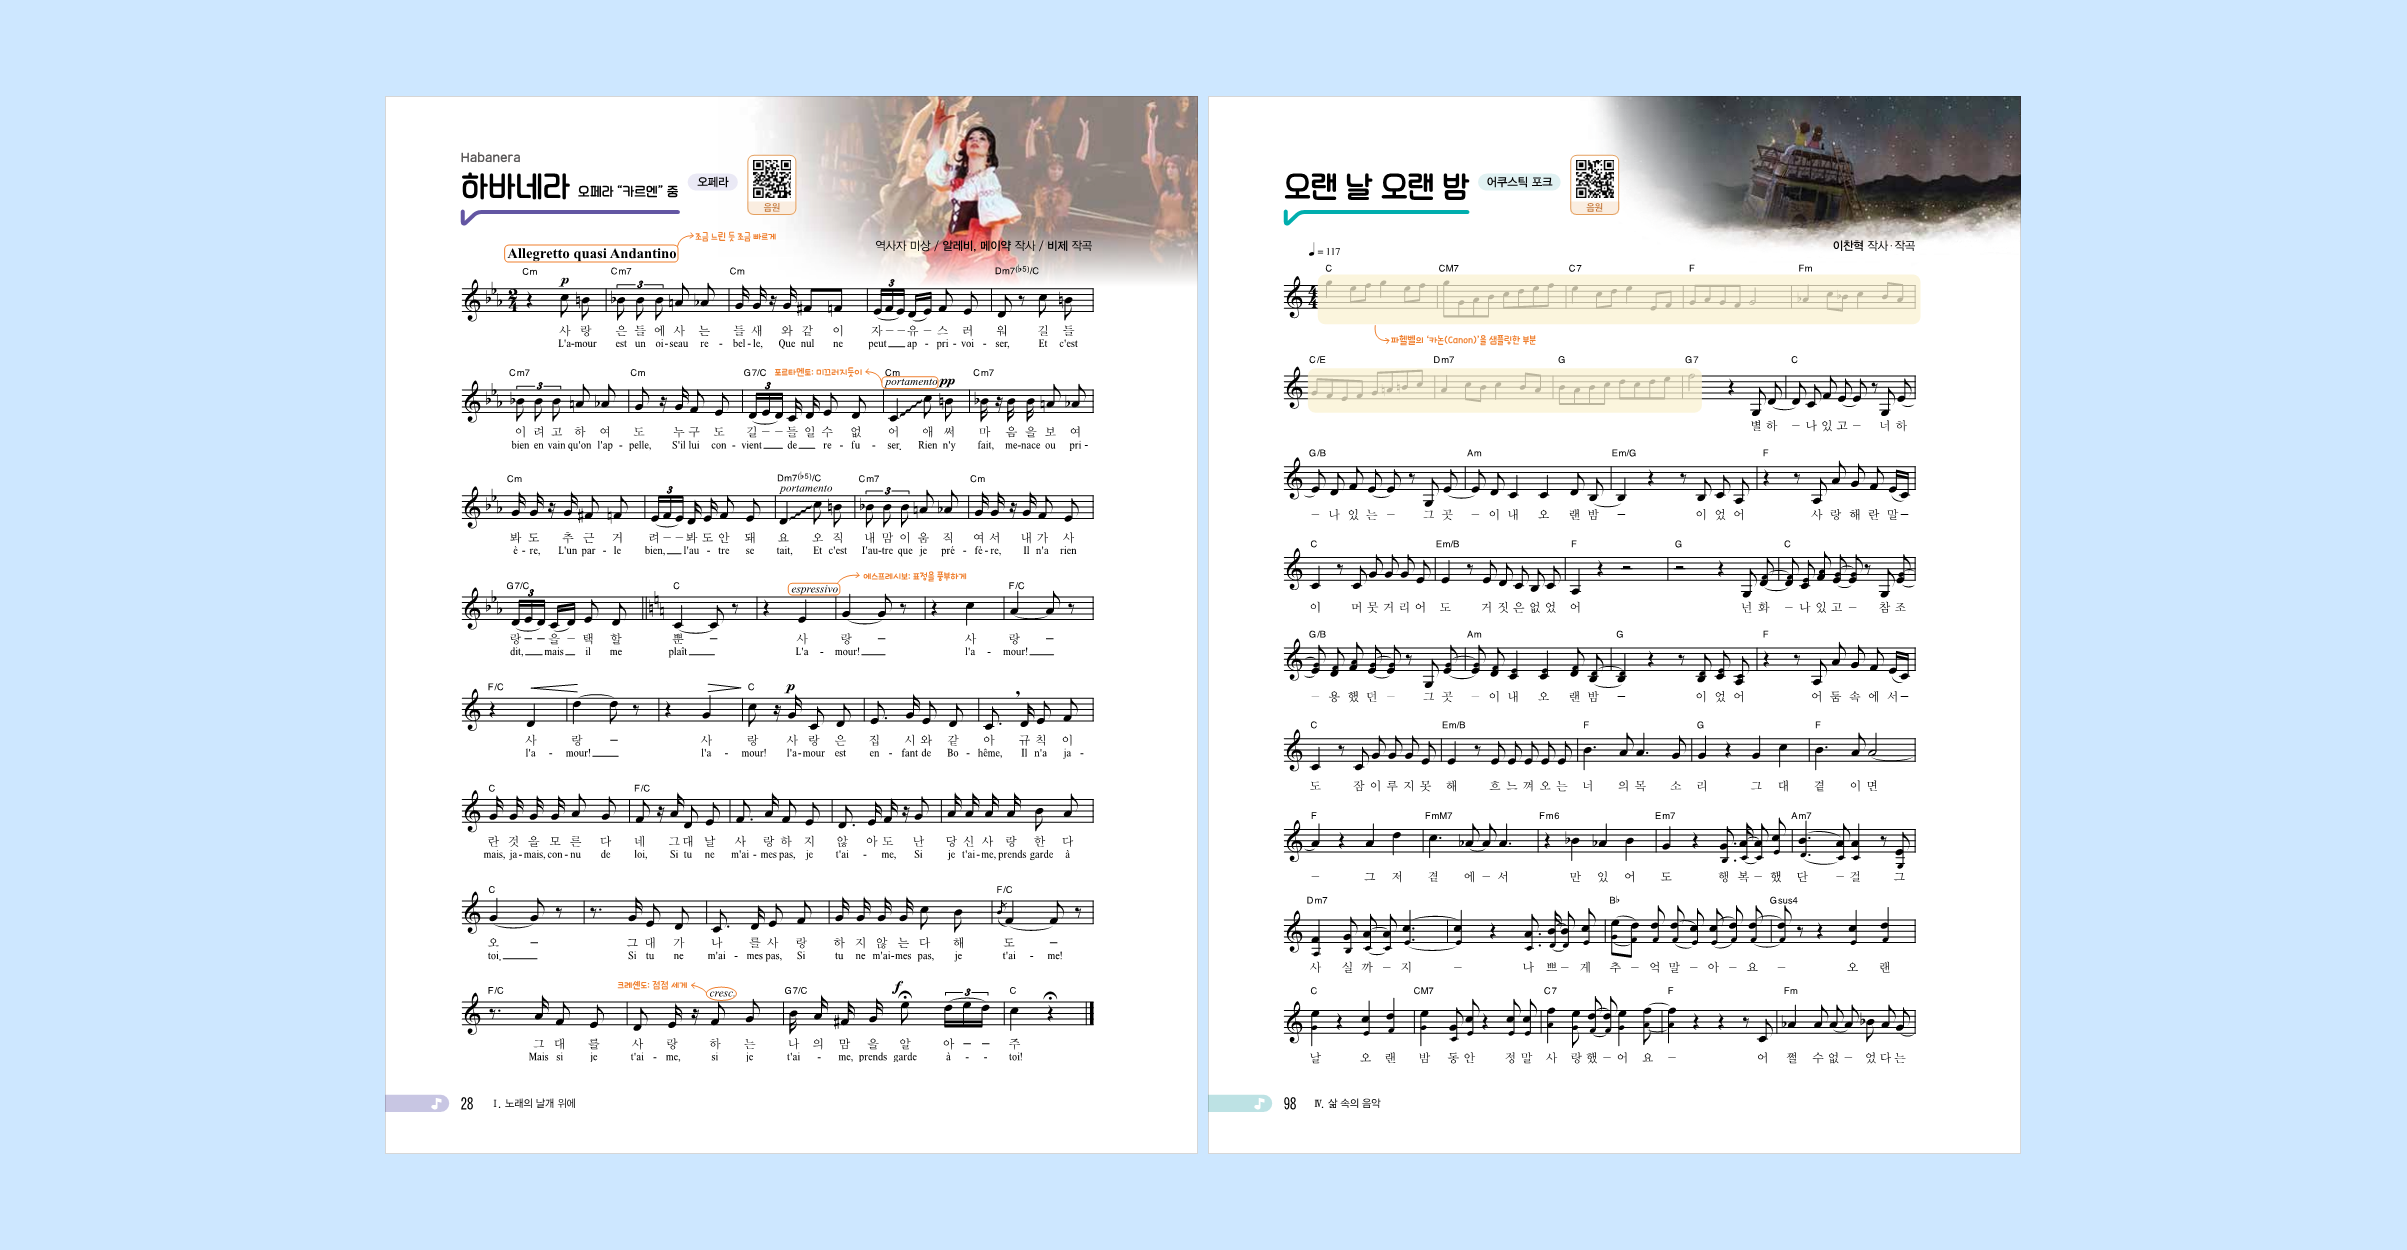 Habanera
하바네라 오페라 “카르멘” 중
오페라
음원
조금 느린 듯 조금 빠르게
Allegretto quasi Andantino
역사자 미상 / 알레비, 메이약 작사 / 비제 작곡
Cm p Cm7 Cm Dm7(♭5)/C
3 3
사 랑 은 들 에 사 는 들 새 와 같 이 자 – – 유 – 스 러 워 길 들
L'a-mour est un oi-seau re - bel-le, Que nul ne peut ap - pri - voi - ser, Et c'est
Cm7 Cm G7/C 포르타멘토: 미끄러지듯이 Cm Cm7
3 3 portamento pp
이 려 고 하 여 도 누 구 도 길 – – 들 일 수 없 어 애 써 마 음 을 보 여
bien en vain qu'on l'ap - pelle, S'il lui con - vient de - re - fu - ser. Rien n'y fait, me-nace ou pri -
Cm Dm7(♭5)/C Cm7 Cm
3 portamento 3
봐 도 추 근 거 려 – – 봐 도 안 돼 요 오 직 내 맘 이 움 직 여 서 내 가 사
è - re, L'un par - le bien, l'au - tre se tait, Et c'est l'au-tre que je prè - fè - re, Il n'a rien
에스프레시보: 표정을 풍부하게
G7/C C espressivo F/C
3
랑 – – 을 – 택 할 뿐 – 사 랑 – 사 랑 –
dit, mais il me plaît L'a - mour! l'a - mour!
F/C C p
사 랑 – 사 랑 사 랑 은 집 시 와 같 아 규 칙 이
l'a - mour! l'a - mour! l'a-mour est en - fant de Bo - hême, Il n'a ja -
C F/C
란 것 을 모 른 다 네 그 대 날 사 랑 하 지 않 아 도 난 당 신 사 랑 한 다
mais, ja-mais, con-nu de loi, Si tu ne m'ai - mes pas, je t'ai - me, Si je t'ai-me, prends garde à
C F/C
오 – 그 대 가 나 를 사 랑 하 지 않 는 다 해 도 –
toi, Si tu ne m'ai - mes pas, Si tu ne m'ai-mes pas, je t'ai - me!
크레셴도: 점점 세게
F/C cresc. G7/C f C
3
그 대 를 사 랑 하 는 나 의 맘 을 알 아 – – 주
Mais si je t'ai - me, si je t'ai - me, prends garde à - - toi!
28 Ⅰ. 노래의 날개 위에
오랜 날 오랜 밤
어쿠스틱 포크
음원
♩= 117
이찬혁 작사·작곡
C CM7 C7 F Fm
파헬벨의 ‘카논(Canon)’을 샘플링한 부분
C/E Dm7 G G7 C
별 하 – 나 있 고 – 너 하
G/B Am Em/G F
– 나 있 는 – 그 곳 – 이 내 오 랜 밤 – 이 었 어 사 랑 해 란 말 –
C Em/B F G C
이 머 뭇 거 리 어 도 거 짓 은 없 었 어 넌 화 – 나 있 고 – 참 조
G/B Am G F
– 용 했 던 – 그 곳 – 이 내 오 랜 밤 – 이 었 어 어 둠 속 에 서 –
C Em/B F G F
도 잠 이 루 지 못 해 흐 느 껴 오 는 너 의 목 소 리 그 대 곁 이 면
F FmM7 Fm6 Em7 Am7
– 그 저 곁 에 – 서 만 있 어 도 행 복 – 했 단 – 걸 그
Dm7 B♭ Gsus4
사 실 까 – 지 – 나 쁘 – 게 추 – 억 말 – 아 – 요 – 오 랜
C CM7 C7 F Fm
날 오 랜 밤 동 안 정 말 사 랑 했 – 어 요 – 어 쩔 수 없 – 었 다 는
98 Ⅳ. 삶 속의 음악